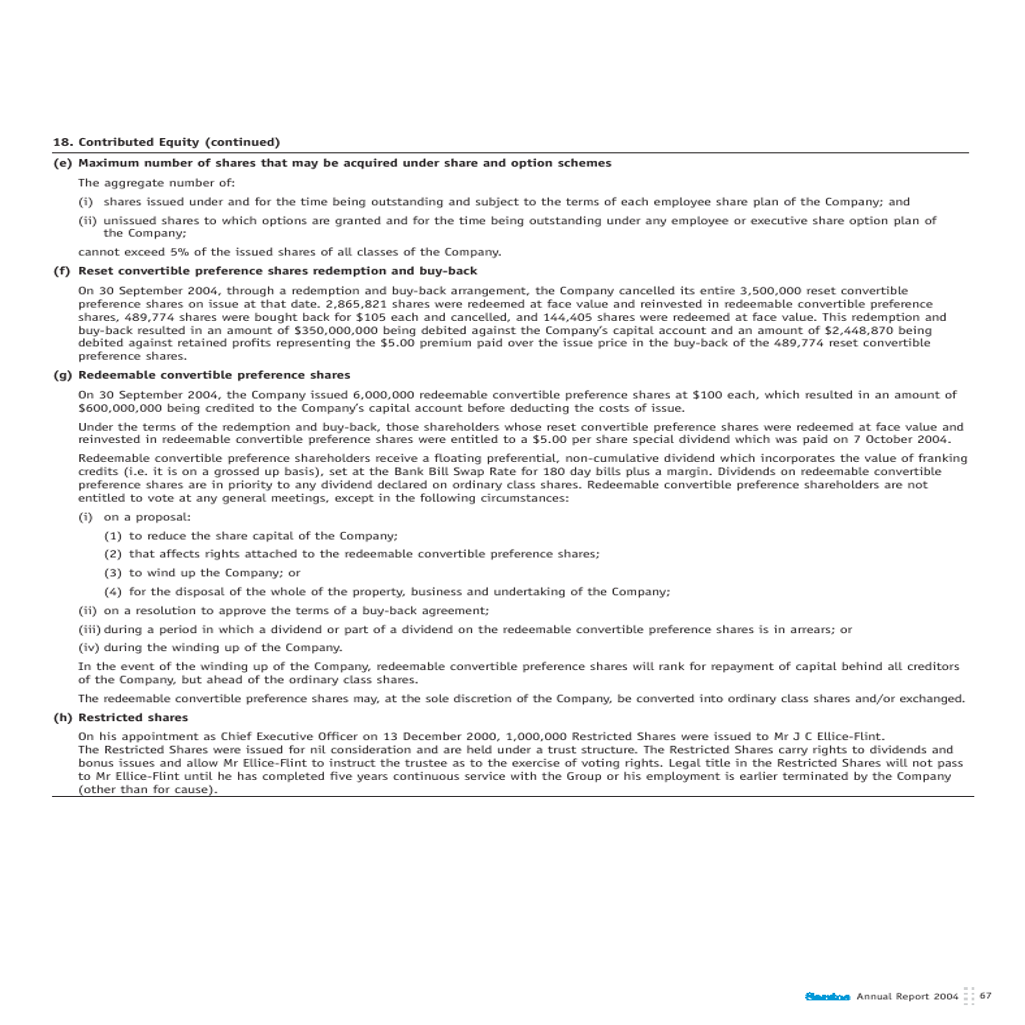 18. Contributed Equity (continued)
(e) Maximum number of shares that may be acquired under share and option schemes
The aggregate number of:
(i) shares issued under and for the time being outstanding and subject to the terms of each employee share plan of the Company; and
(ii) unissued shares to which options are granted and for the time being outstanding under any employee or executive share option plan of
the Company;
cannot exceed 5% of the issued shares of all classes of the Company.
(f) Reset convertible preference shares redemption and buy-back
On 30 September 2004, through a redemption and buy-back arrangement, the Company cancelled its entire 3,500,000 reset convertible
preference shares on issue at that date. 2,865,821 shares were redeemed at face value and reinvested in redeemable convertible preference
shares, 489,774 shares were bought back for $105 each and cancelled, and 144,405 shares were redeemed at face value. This redemption and
buy-back resulted in an amount of $350,000,000 being debited against the Company's capital account and an amount of $2,448,870 being
debited against retained profits representing the $5.00 premium paid over the issue price in the buy-back of the 489,774 reset convertible
preference shares.
(g) Redeemable convertible preference shares
On 30 September 2004, the Company issued 6,000,000 redeemable convertible preference shares at $100 each, which resulted in an amount of
$600,000,000 being credited to the Company's capital account before deducting the costs of issue.
Under the terms of the redemption and buy-back, those shareholders whose reset convertible preference shares were redeemed at face value and
reinvested in redeemable convertible preference shares were entitled to a $5.00 per share special dividend which was paid on 7 October 2004.
Redeemable convertible preference shareholders receive a floating preferential, non-cumulative dividend which incorporates the value of franking
credits (i.e. it is on a grossed up basis), set at the Bank Bill Swap Rate for 180 day bills plus a margin. Dividends on redeemable convertible
preference shares are in priority to any dividend declared on ordinary class shares. Redeemable convertible preference shareholders are not
entitled to vote at any general meetings, except in the following circumstances:
(i) on a proposal:
(1) to reduce the share capital of the Company;
(2) that affects rights attached to the redeemable convertible preference shares;
(3) to wind up the Company; or
(4) for the disposal of the whole of the property, business and undertaking of the Company;
(ii) on a resolution to approve the terms of a buy-back agreement;
(iii) during a period in which a dividend or part of a dividend on the redeemable convertible preference shares is in arrears; or
(iv) during the winding up of the Company.
In the event of the winding up of the Company, redeemable convertible preference shares will rank for repayment of capital behind all creditors
of the Company, but ahead of the ordinary class shares.
The redeemable convertible preference shares may, at the sole discretion of the Company, be converted into ordinary class shares and/or exchanged.
(h) Restricted shares
On his appointment as Chief Executive Officer on 13 December 2000, 1,000,000 Restricted Shares were issued to Mr J C Ellice-Flint.
The Restricted Shares were issued for nil consideration and are held under a trust structure. The Restricted Shares carry rights to dividends and
bonus issues and allow Mr Ellice-Flint to instruct the trustee as to the exercise of voting rights. Legal title in the Restricted Shares will not pass
to Mr Ellice-Flint until he has completed five years continuous service with the Group or his employment is earlier terminated by the Company
(other than for cause).
Santos Annual Report 2004 67